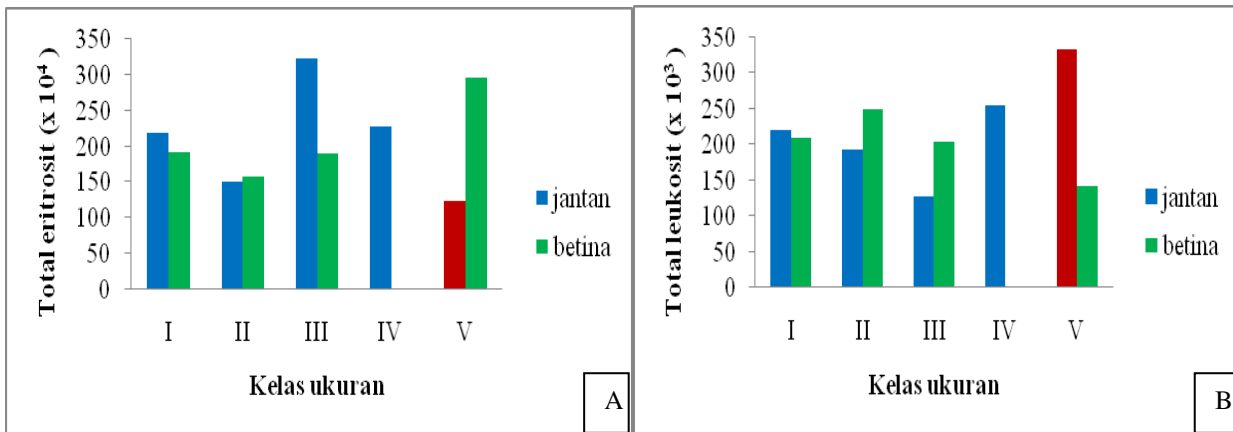 Total eritrosit (x 10⁴ )
350
300
250
200
150
100
50
0
I II III IV V
Kelas ukuran
jantan
betina
A
Total leukosit (x 10³ )
350
300
250
200
150
100
50
0
I II III IV V
Kelas ukuran
jantan
betina
B